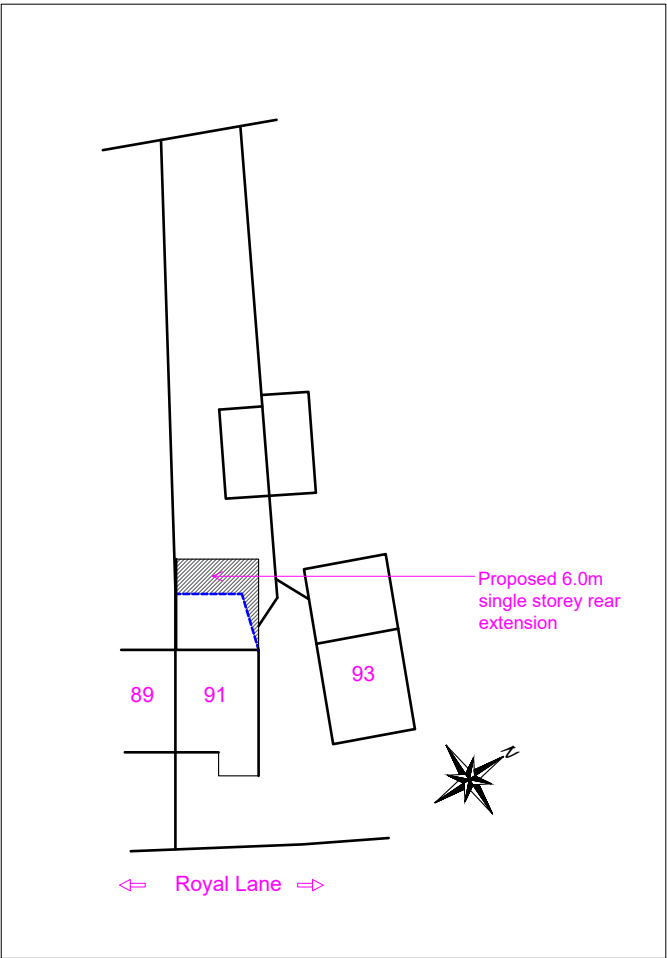 Proposed 6.0m
single storey rear
extension
89
91
93
N
Royal Lane